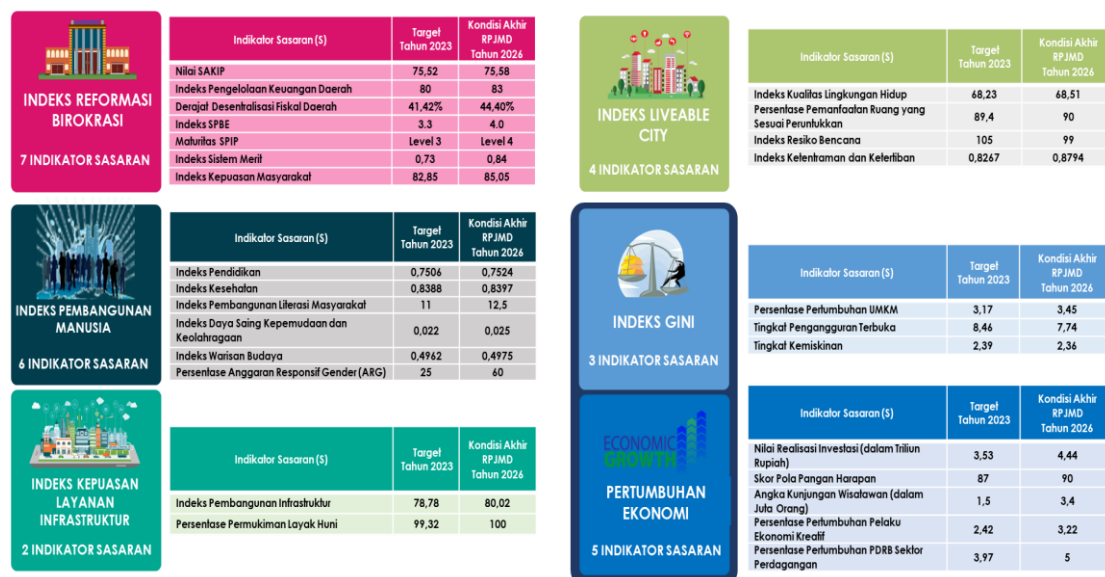 INDEKS REFORMASI
BIROKRASI
7 INDIKATOR SASARAN
Indikator Sasaran (S)
Target
Tahun 2023
Kondisi Akhir
RPJMD
Tahun 2026
Nilai SAKIP 75,52 75,58
Indeks Pengelolaan Keuangan Daerah 80 83
Derajat Desentralisasi Fiskal Daerah 41,42% 44,40%
Indeks SPBE 3.3 4.0
Maturitas SPIP Level 3 Level 4
Indeks Sistem Merit 0,73 0,84
Indeks Kepuasan Masyarakat 82,85 85,05
INDEKS PEMBANGUNAN
MANUSIA
6 INDIKATOR SASARAN
Indikator Sasaran (S)
Target
Tahun 2023
Kondisi Akhir
RPJMD
Tahun 2026
Indeks Pendidikan 0,7506 0,7524
Indeks Kesehatan 0,8388 0,8397
Indeks Pembangunan Literasi Masyarakat 11 12,5
Indeks Daya Saing Kepemudaan dan
Keolahragaan 0,022 0,025
Indeks Warisan Budaya 0,4962 0,4975
Persentase Anggaran Responsif Gender (ARG) 25 60
INDEKS KEPUASAN
LAYANAN
INFRASTRUKTUR
2 INDIKATOR SASARAN
Indikator Sasaran (S)
Target
Tahun 2023
Kondisi Akhir
RPJMD
Tahun 2026
Indeks Pembangunan Infrastruktur 78,78 80,02
Persentase Permukiman Layak Huni 99,32 100
INDEKS LIVEABLE
CITY
4 INDIKATOR SASARAN
Indikator Sasaran (S)
Target
Tahun 2023
Kondisi Akhir
RPJMD
Tahun 2026
Indeks Kualitas Lingkungan Hidup 68,23 68,51
Persentase Pemanfaatan Ruang yang
Sesuai Peruntukkan 89,4 90
Indeks Resiko Bencana 105 99
Indeks Ketentraman dan Ketertiban 0,8267 0,8794
INDEKS GINI
3 INDIKATOR SASARAN
Indikator Sasaran (S)
Target
Tahun 2023
Kondisi Akhir
RPJMD
Tahun 2026
Persentase Pertumbuhan UMKM 3,17 3,45
Tingkat Pengangguran Terbuka 8,46 7,74
Tingkat Kemiskinan 2,39 2,36
ECONOMIC
GROWTH
PERTUMBUHAN
EKONOMI
5 INDIKATOR SASARAN
Indikator Sasaran (S)
Target
Tahun 2023
Kondisi Akhir
RPJMD
Tahun 2026
Nilai Realisasi Investasi (dalam Triliun
Rupiah) 3,53 4,44
Skor Pola Pangan Harapan 87 90
Angka Kunjungan Wisatawan (dalam
Juta Orang) 1,5 3,4
Persentase Pertumbuhan Pelaku
Ekonomi Kreatif 2,42 3,22
Persentase Pertumbuhan PDRB Sektor
Perdagangan 3,97 5